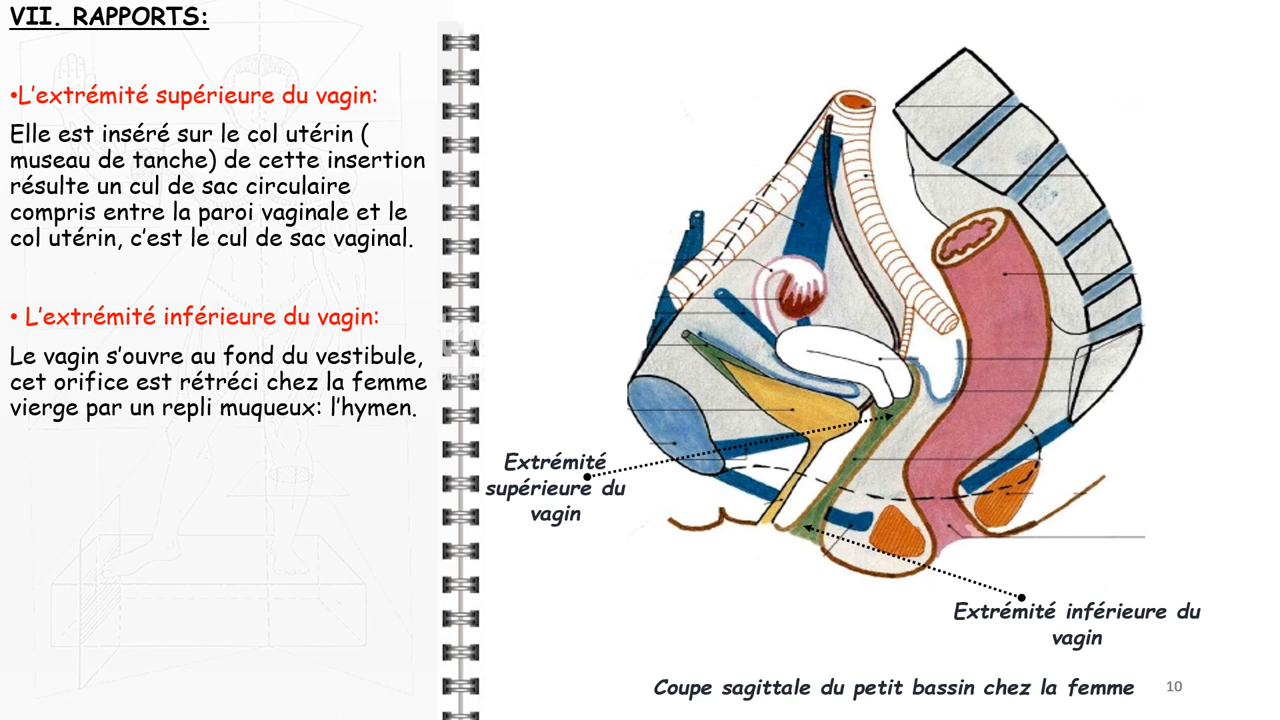 VII. RAPPORTS:
•L’extrémité supérieure du vagin:
Elle est inséré sur le col utérin (
museau de tanche) de cette insertion
résulte un cul de sac circulaire
compris entre la paroi vaginale et le
col utérin, c’est le cul de sac vaginal.
• L’extrémité inférieure du vagin:
Le vagin s’ouvre au fond du vestibule,
cet orifice est rétréci chez la femme
vierge par un repli muqueux: l’hymen.
Extrémité
supérieure du
vagin
Extrémité inférieure du
vagin
Coupe sagittale du petit bassin chez la femme
10